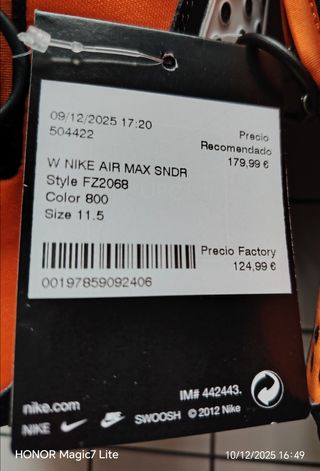 09/12/2025 17:20
504422
Precio
Recomendado
179,99 €
W NIKE AIR MAX SNDR
Style FZ2068
Color 800
Size 11.5
Precio Factory
124,99 €
00197859092406
IM# 442443.
nike.com
NIKE SWOOSH © 2012 Nike
HONOR Magic7 Lite
10/12/2025 16:49